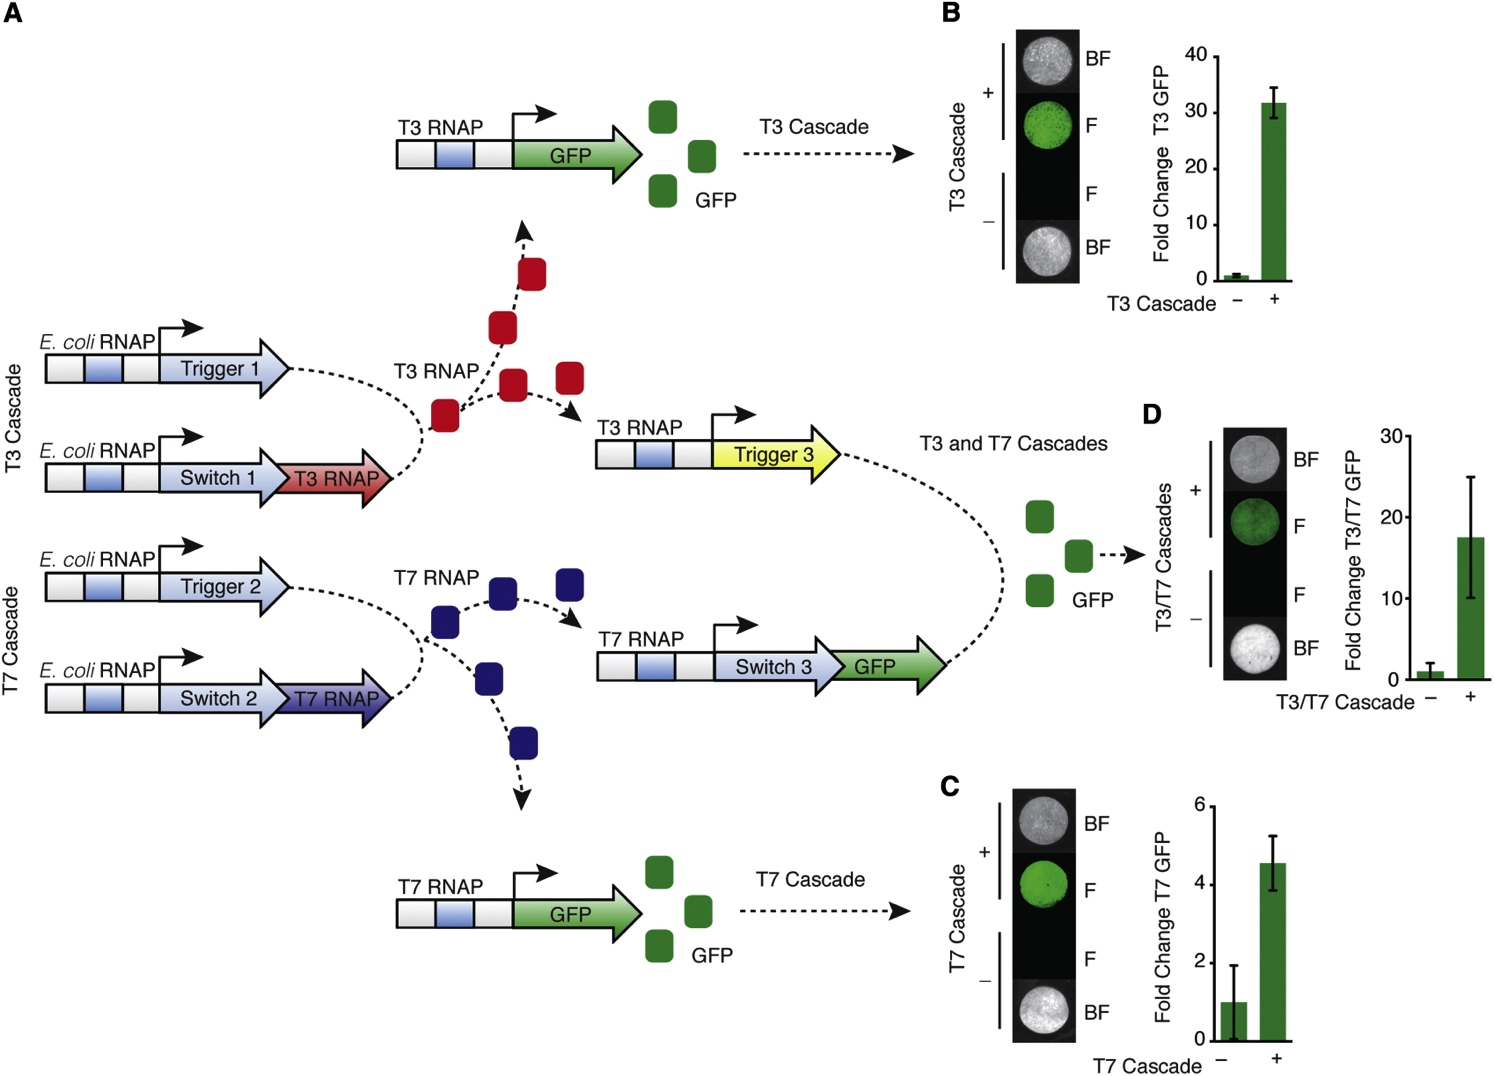 A
T3 RNAP
GFP
GFP
T3 Cascade
T3 Cascade
E. coli RNAP
Trigger 1
E. coli RNAP
Switch 1
T3 RNAP
T3 RNAP
T7 Cascade
E. coli RNAP
Trigger 2
E. coli RNAP
Switch 2
T7 RNAP
T7 RNAP
T3 RNAP
Trigger 3
T7 RNAP
Switch 3
GFP
T3 and T7 Cascades
GFP
T7 RNAP
GFP
GFP
T7 Cascade
B
T3 Cascade
+
−
BF
F
F
BF
Fold Change T3 GFP
40
30
20
10
0
T3 Cascade − +
D
T3/T7 Cascades
+
−
BF
F
F
BF
Fold Change T3/T7 GFP
30
20
10
0
T3/T7 Cascade − +
C
T7 Cascade
+
−
BF
F
F
BF
Fold Change T7 GFP
6
4
2
0
T7 Cascade − +